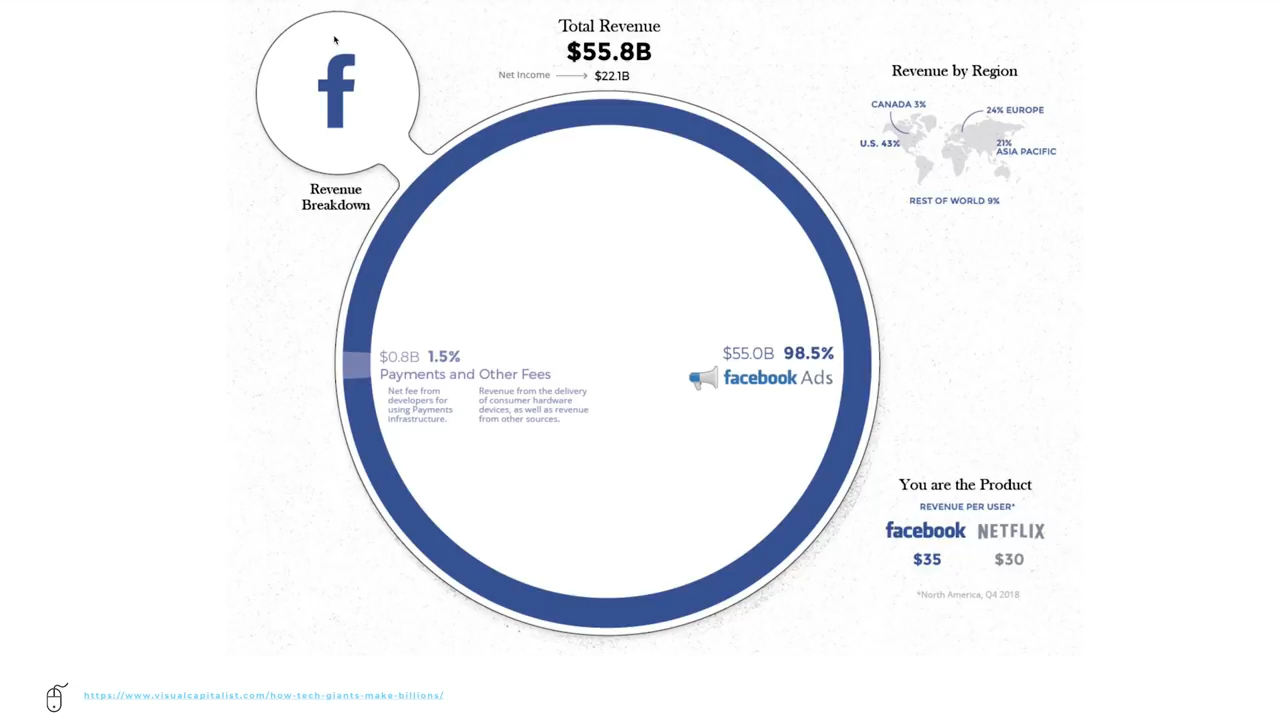 f
Total Revenue
$55.8B
Net Income
$22.1B
Revenue
Breakdown
Revenue by Region
CANADA 3%
24% EUROPE
U.S. 43%
21%
ASIA PACIFIC
REST OF WORLD 9%
$0.8B 1.5%
Payments and Other Fees
Net fee from
developers for
using Payments
infrastructure.
Revenue from the delivery
of consumer hardware
devices, as well as revenue
from other sources.
$55.0B 98.5%
facebook Ads
You are the Product
REVENUE PER USER*
facebook NETFLIX
$35 $30
*North America, Q4 2018
https://www.visualcapitalist.com/how-tech-giants-make-billions/